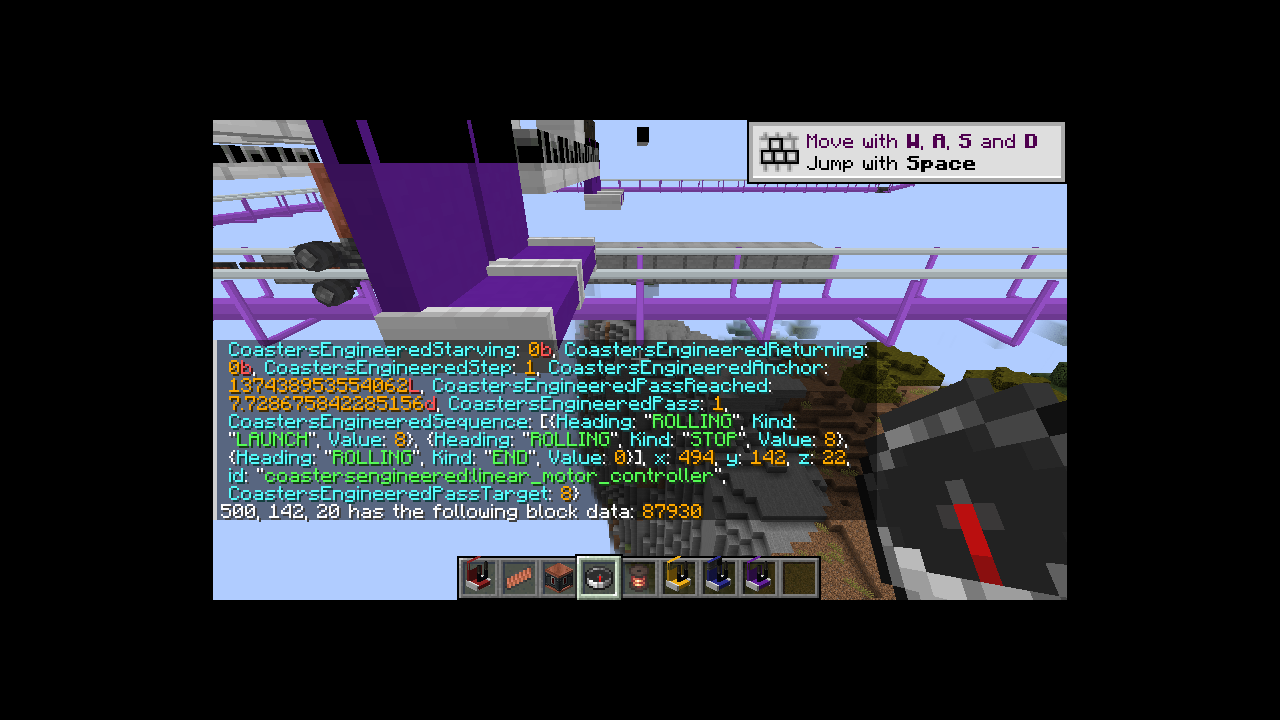 Move with W, A, S and D
Jump with Space
CoastersEngineeredStarving: 0b, CoastersEngineeredReturning:
0b, CoastersEngineeredStep: 1, CoastersEngineeredAnchor:
137438953554062L, CoastersEngineeredPassReached:
7.728675842285156d, CoastersEngineeredPass: 1,
CoastersEngineeredSequence: [{Heading: "ROLLING", Kind:
"LAUNCH", Value: 8}, {Heading: "ROLLING", Kind: "STOP", Value: 8},
{Heading: "ROLLING", Kind: "END", Value: 0}], x: 494, y: 142, z: 22,
id: "coastersengineered:linear_motor_controller",
CoastersEngineeredPassTarget: 8}
500, 142, 20 has the following block data: 87930